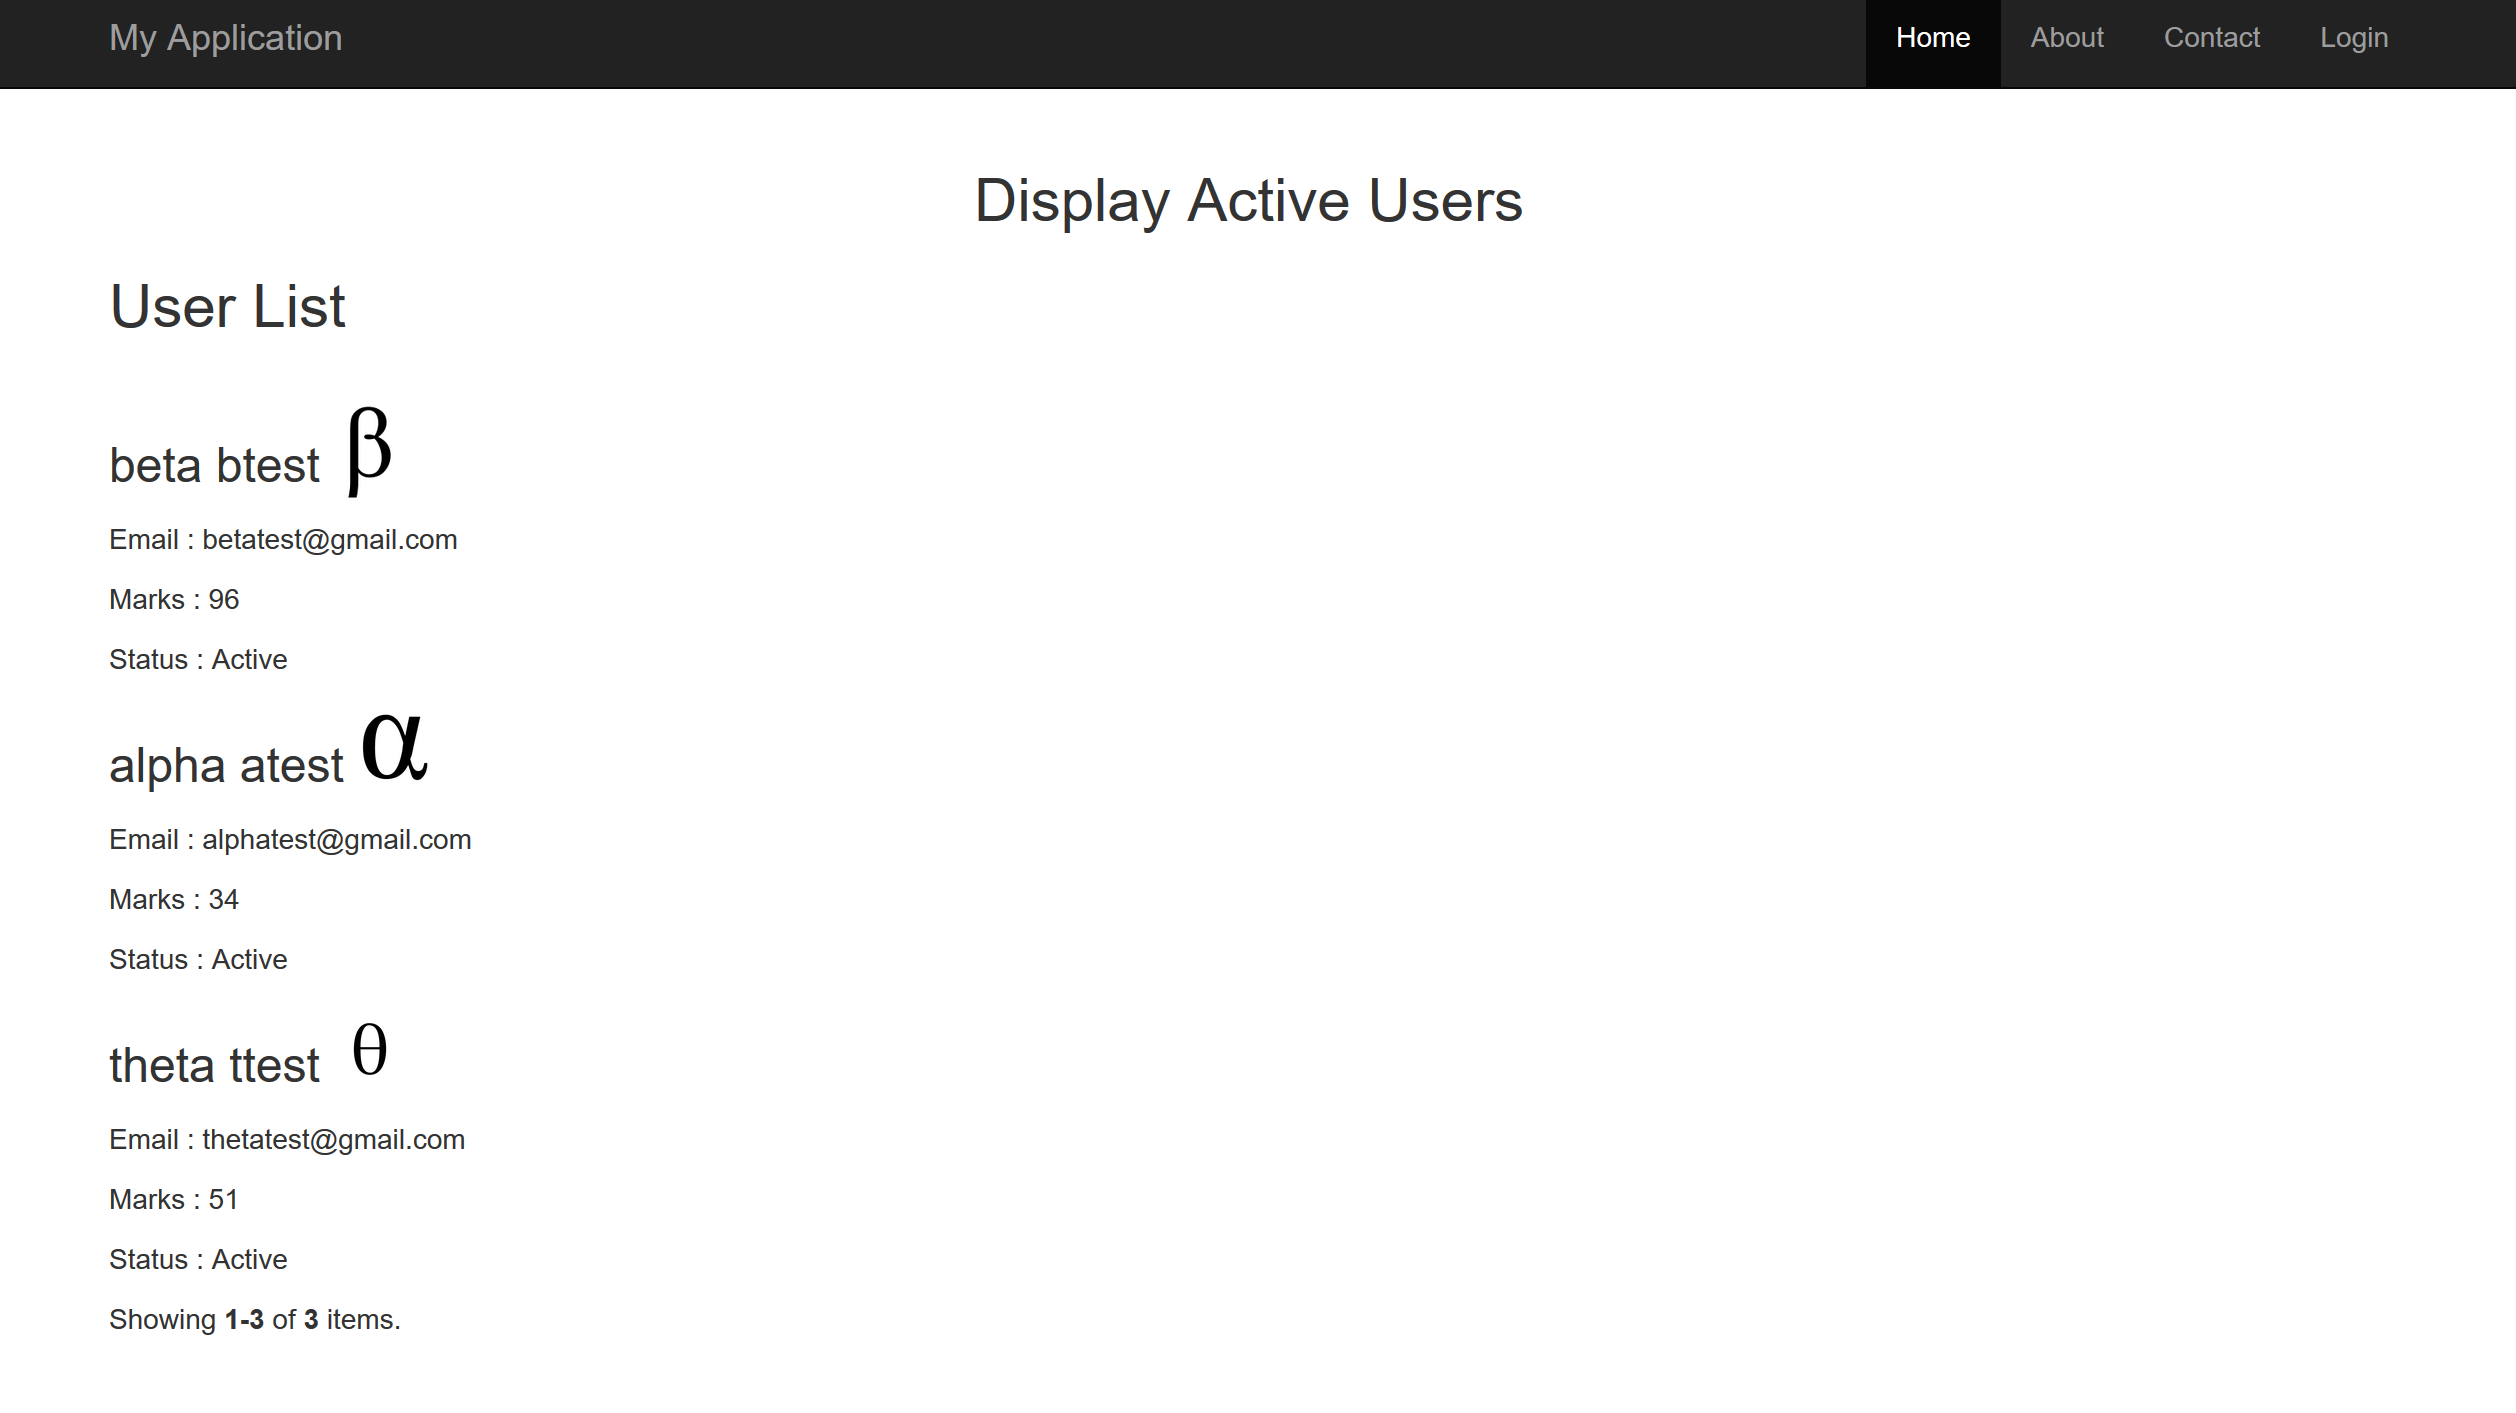 My Application Home About Contact Login
Display Active Users
User List
beta btest β
Email : betatest@gmail.com
Marks : 96
Status : Active
alpha atest α
Email : alphatest@gmail.com
Marks : 34
Status : Active
theta ttest θ
Email : thetatest@gmail.com
Marks : 51
Status : Active
Showing 1-3 of 3 items.